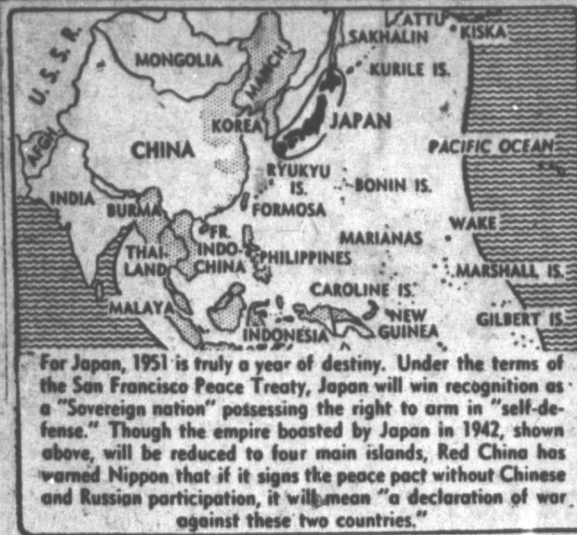 ATTU
KISKA
SAKHALIN
U. S. S. R.
MONGOLIA
MANCH.
KURILE IS.
KOREA
JAPAN
AFGH.
CHINA
PACIFIC OCEAN
RYUKYU
IS.
BONIN IS.
INDIA
BURMA
FORMOSA
FR.
INDO-
CHINA
WAKE
MARIANAS
THAI-
LAND
PHILIPPINES
MARSHALL IS.
CAROLINE IS.
MALAYA
NEW
GUINEA
GILBERT IS.
INDONESIA
For Japan, 1951 is truly a year of destiny. Under the terms of
the San Francisco Peace Treaty, Japan will win recognition as
a "Sovereign nation" possessing the right to arm in "self-de-
fense." Though the empire boasted by Japan in 1942, shown
above, will be reduced to four main islands, Red China has
warned Nippon that if it signs the peace pact without Chinese
and Russian participation, it will mean "a declaration of war
against these two countries."